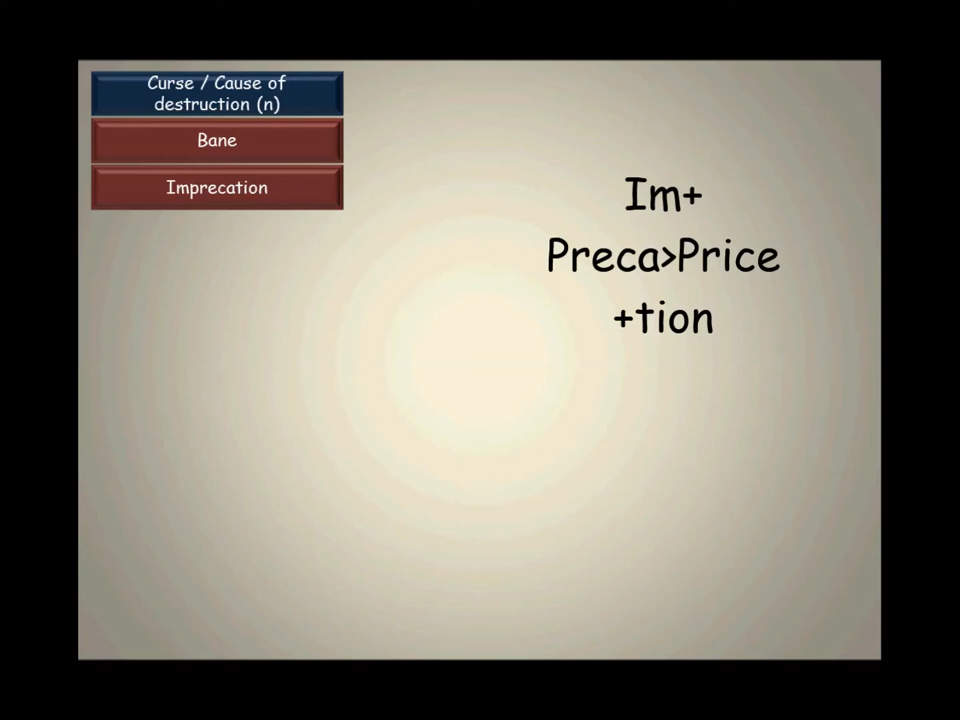 Curse / Cause of
destruction (n)
Bane
Imprecation
Im+
Preca>Price
+tion